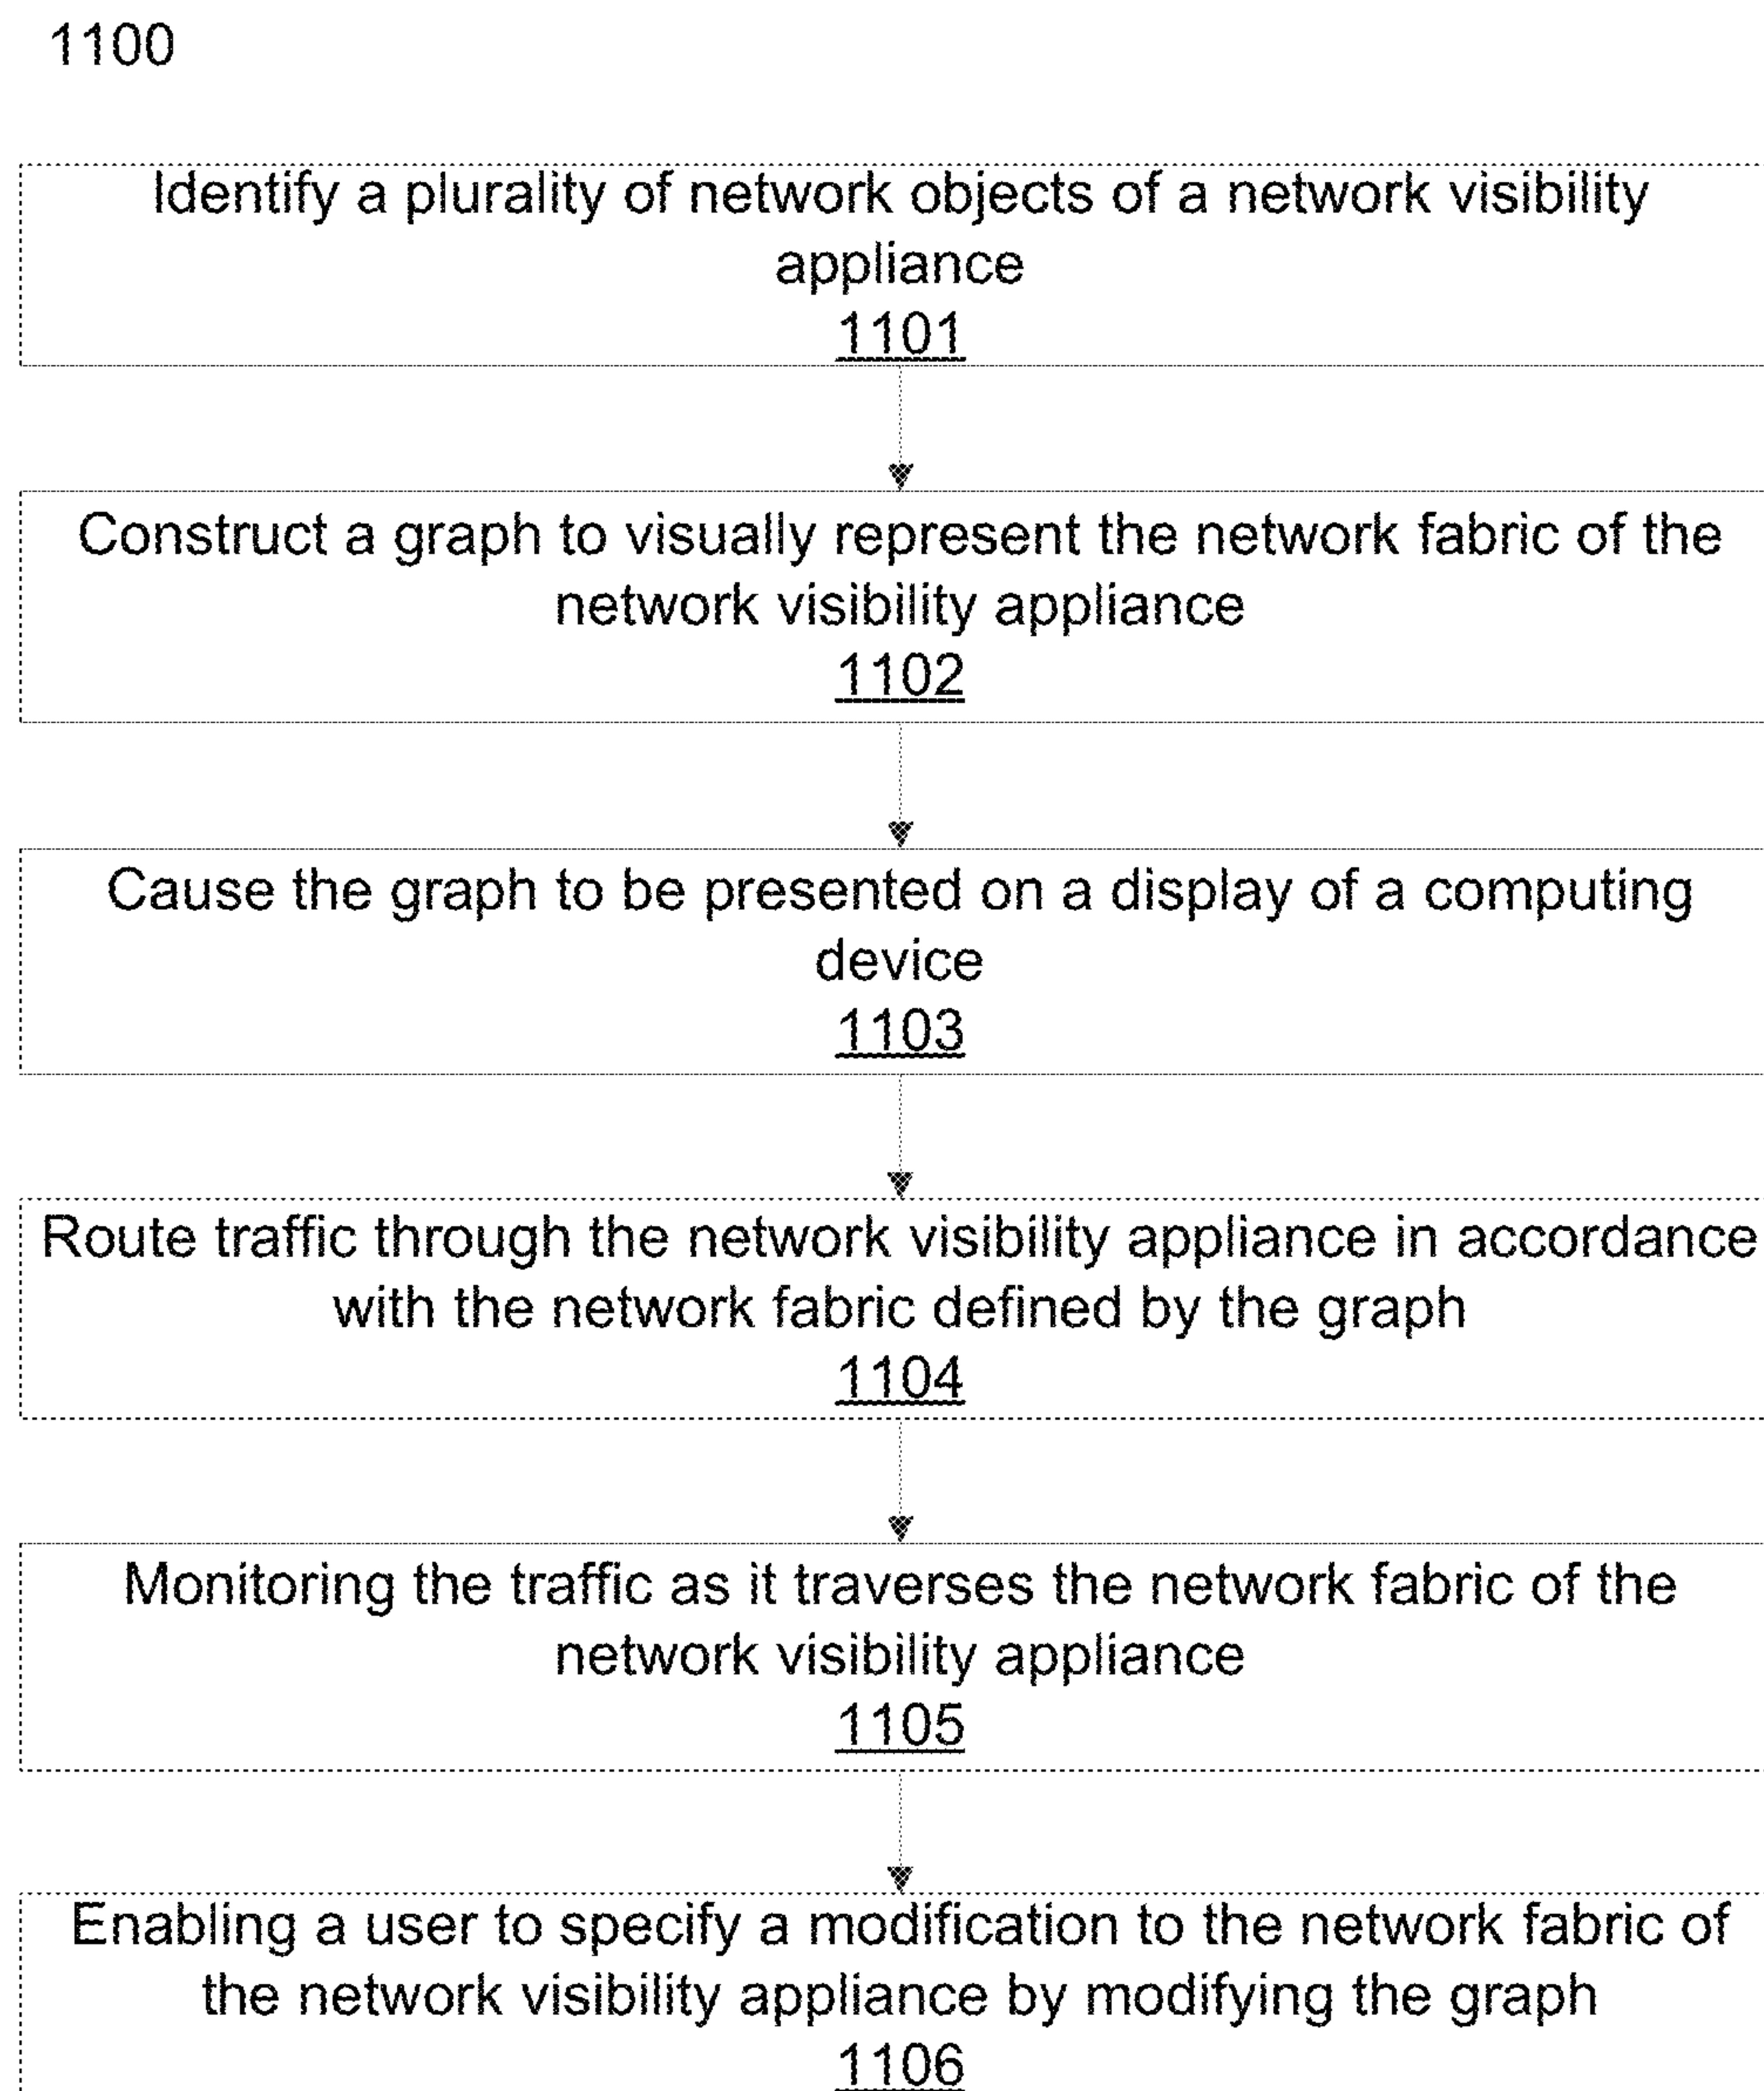 1100
Identify a plurality of network objects of a network visibility
appliance
1101
Construct a graph to visually represent the network fabric of the
network visibility appliance
1102
Cause the graph to be presented on a display of a computing
device
1103
Route traffic through the network visibility appliance in accordance
with the network fabric defined by the graph
1104
Monitoring the traffic as it traverses the network fabric of the
network visibility appliance
1105
Enabling a user to specify a modification to the network fabric of
the network visibility appliance by modifying the graph
1106